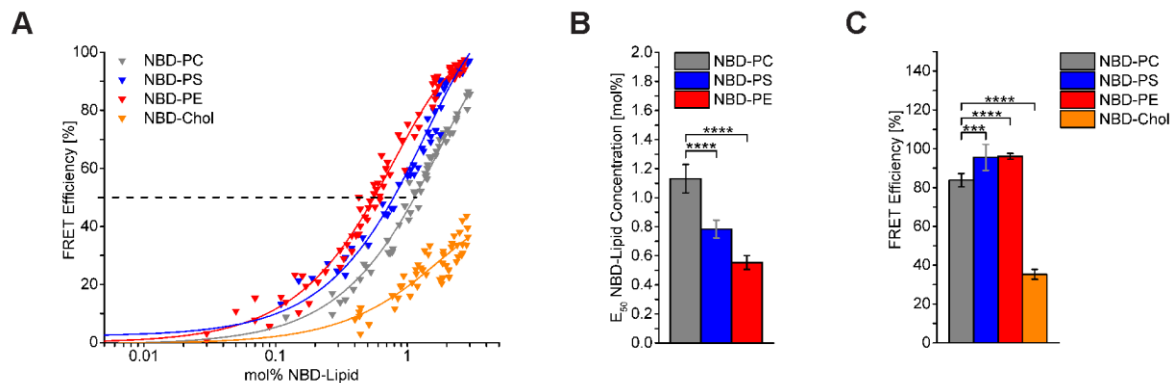 A
FRET Efficiency [%]
100
80
60
40
20
0
NBD-PC
NBD-PS
NBD-PE
NBD-Chol
0.01
0.1
1
mol% NBD-Lipid
B
E50 NBD-Lipid Concentration [mol%]
2.0
1.8
1.6
1.4
1.2
1.0
0.8
0.6
0.4
0.2
0.0
NBD-PC
NBD-PS
NBD-PE
****
****
C
FRET Efficiency [%]
140
120
100
80
60
40
20
0
NBD-PC
NBD-PS
NBD-PE
NBD-Chol
****
****
***